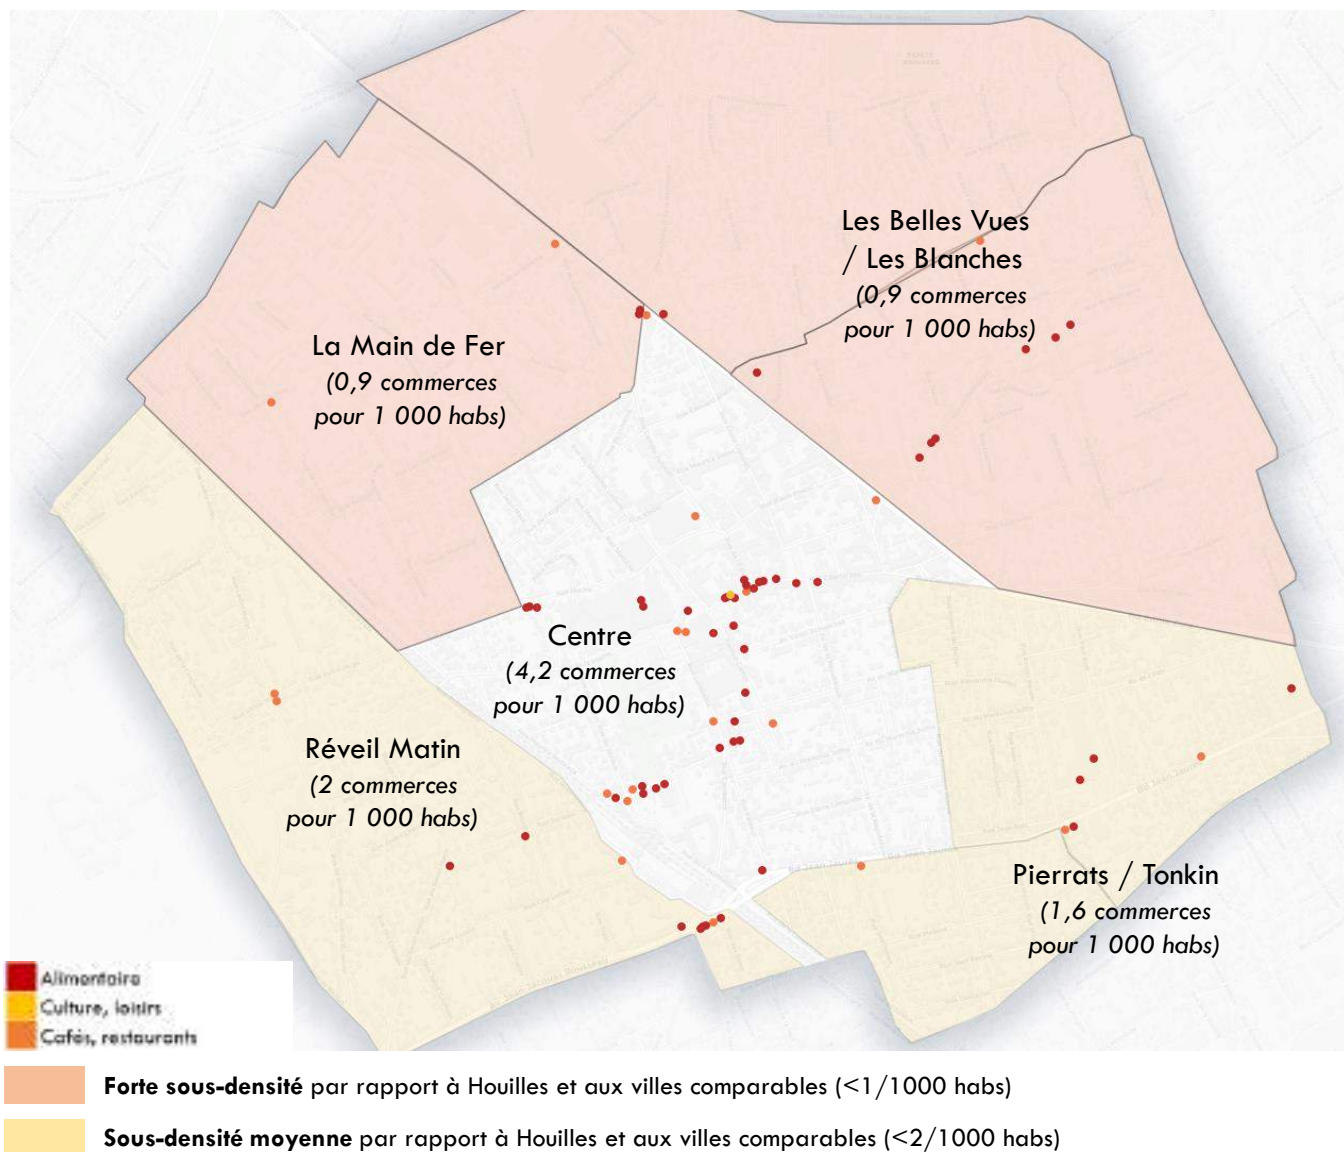 Les Belles Vues
/ Les Blanches
(0,9 commerces
pour 1 000 habs)
La Main de Fer
(0,9 commerces
pour 1 000 habs)
Centre
(4,2 commerces
pour 1 000 habs)
Réveil Matin
(2 commerces
pour 1 000 habs)
Pierrats / Tonkin
(1,6 commerces
pour 1 000 habs)
Alimentaire
Culture, loisirs
Cafés, restaurants
Forte sous-densité par rapport à Houilles et aux villes comparables (<1/1000 habs)
Sous-densité moyenne par rapport à Houilles et aux villes comparables (<2/1000 habs)